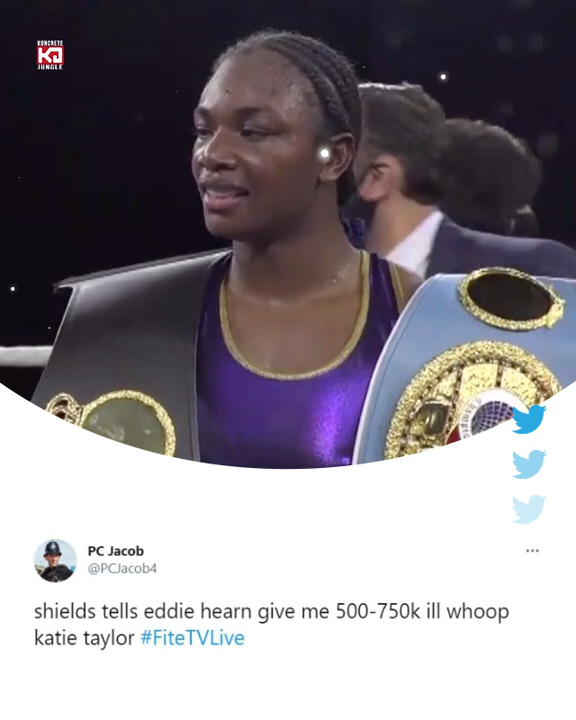 KONCRETE
KJ
JUNGLE
PC Jacob
@PCJacob4
shields tells eddie hearn give me 500-750k ill whoop
katie taylor #FiteTVLive